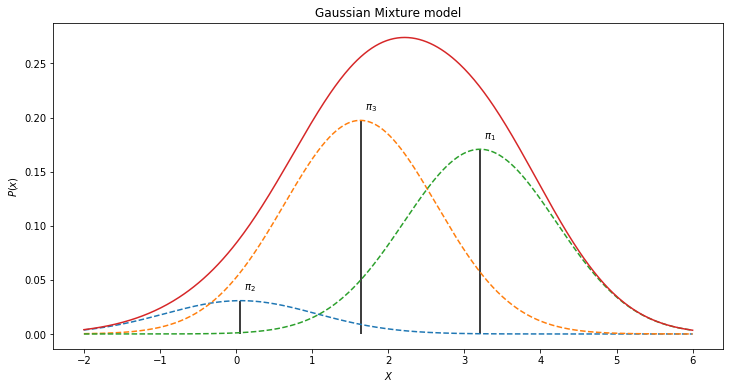 Gaussian Mixture model
P(x)
0.25
0.20
0.15
0.10
0.05
0.00
π₃
π₁
π₂
−2 −1 0 1 2 3 4 5 6
X